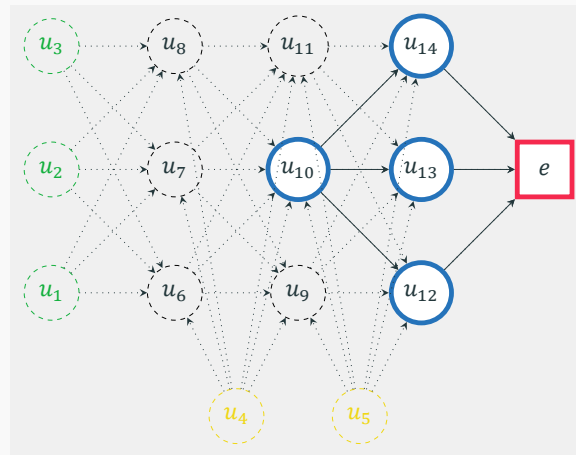 u₃ u₈ u₁₁ u₁₄
u₂ u₇ u₁₀ u₁₃ e
u₁ u₆ u₉ u₁₂
u₄ u₅